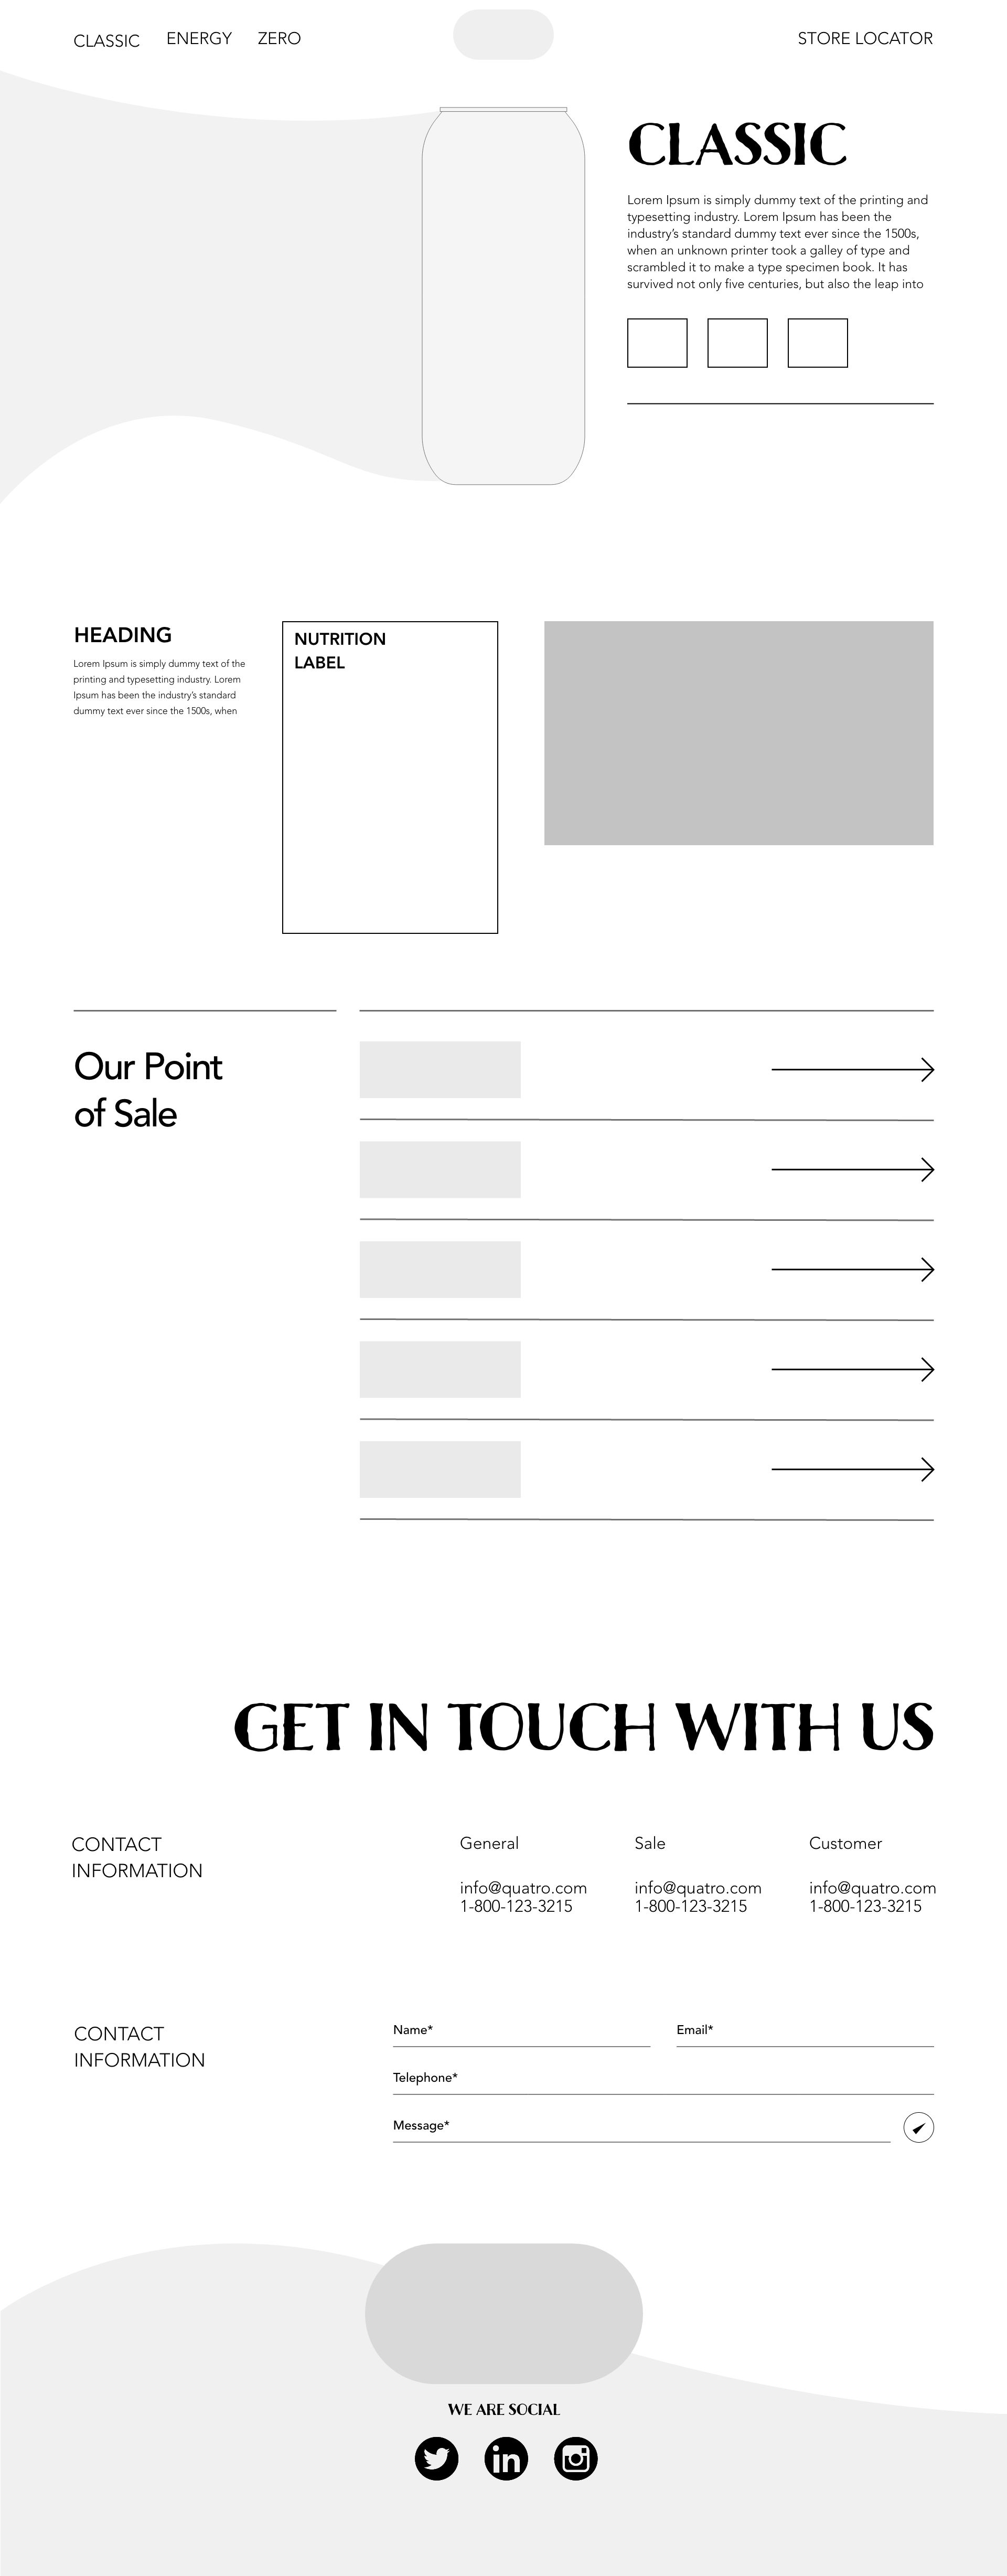 CLASSIC ENERGY ZERO STORE LOCATOR
CLASSIC
Lorem Ipsum is simply dummy text of the printing and
typesetting industry. Lorem Ipsum has been the
industry's standard dummy text ever since the 1500s,
when an unknown printer took a galley of type and
scrambled it to make a type specimen book. It has
survived not only five centuries, but also the leap into
HEADING
Lorem Ipsum is simply dummy text of the
printing and typesetting industry. Lorem
Ipsum has been the industry's standard
dummy text ever since the 1500s, when
NUTRITION
LABEL
Our Point
of Sale
GET IN TOUCH WITH US
CONTACT
INFORMATION
General
info@quatro.com
1-800-123-3215
Sale
info@quatro.com
1-800-123-3215
Customer
info@quatro.com
1-800-123-3215
CONTACT
INFORMATION
Name*
Email*
Telephone*
Message*
WE ARE SOCIAL
in